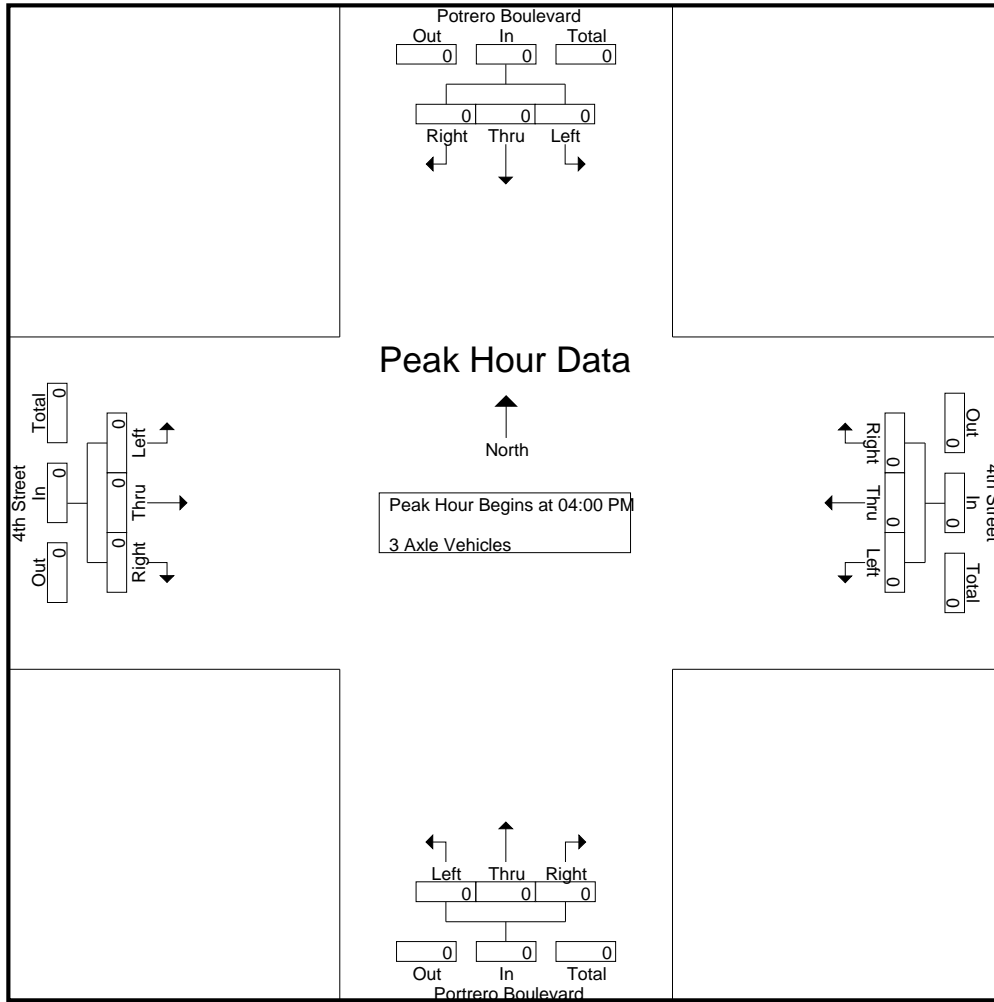 Potrero Boulevard
Out In Total
0 0 0
0 0 0
Right Thru Left
Peak Hour Data
North
Peak Hour Begins at 04:00 PM
3 Axle Vehicles
4th Street
Out In Total
0 0 0
Right Thru Left
0 0 0
4th Street
Total In Out
0 0 0
0 0 0
Left Thru Right
Left Thru Right
0 0 0
0 0 0
Out In Total
Portrero Boulevard